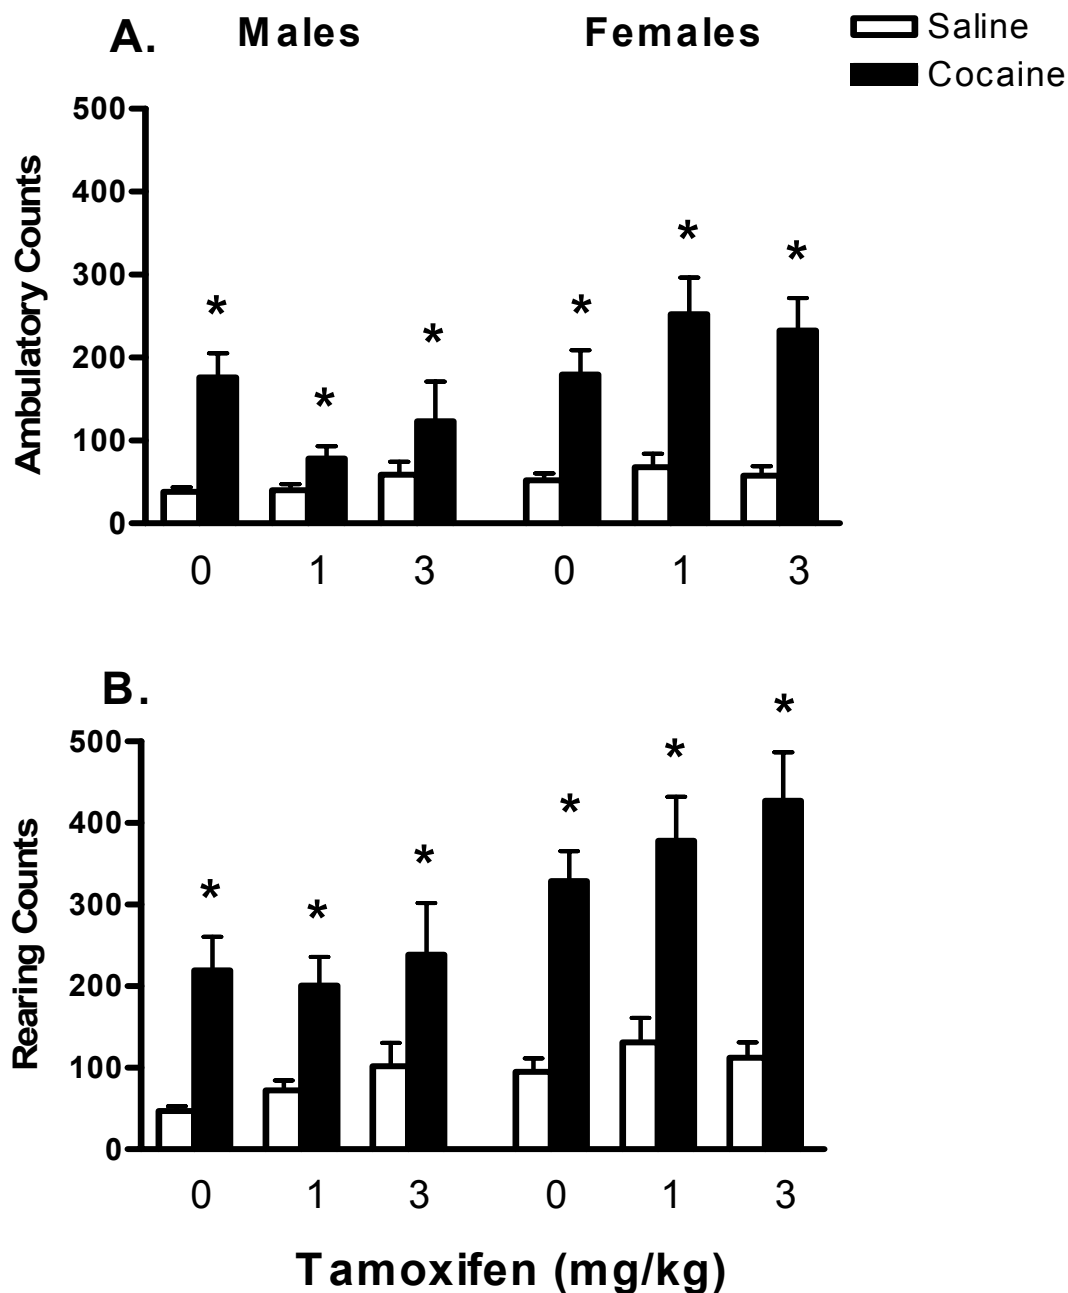 A. Males Females
Saline
Cocaine
500
400
300
200
100
0
Ambulatory Counts
* * * * * *
0 1 3 0 1 3
B.
500
400
300
200
100
0
Rearing Counts
* * * * * *
0 1 3 0 1 3
Tamoxifen (mg/kg)